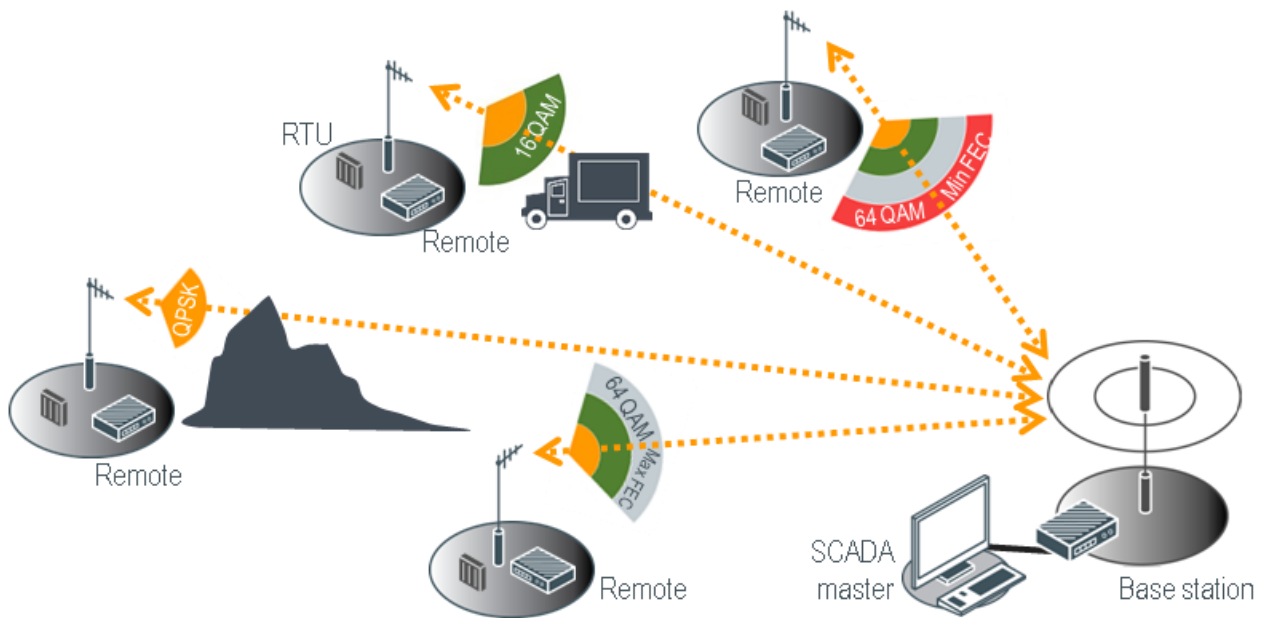 RTU
16 QAM
Remote
Remote
64 QAM
Min FEC
QPSK
Remote
64 QAM
Max FEC
Remote
SCADA
master
Base station